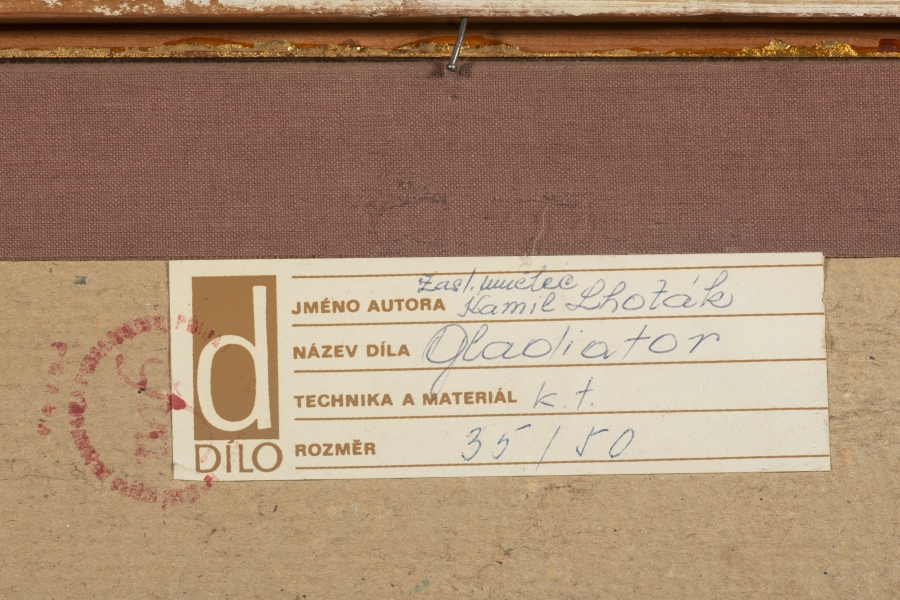 Zasl. umělec
JMÉNO AUTORA Kamil Lhoták
NÁZEV DÍLA Gladiator
TECHNIKA A MATERIÁL k.t.
d
DÍLO
ROZMĚR 35/50